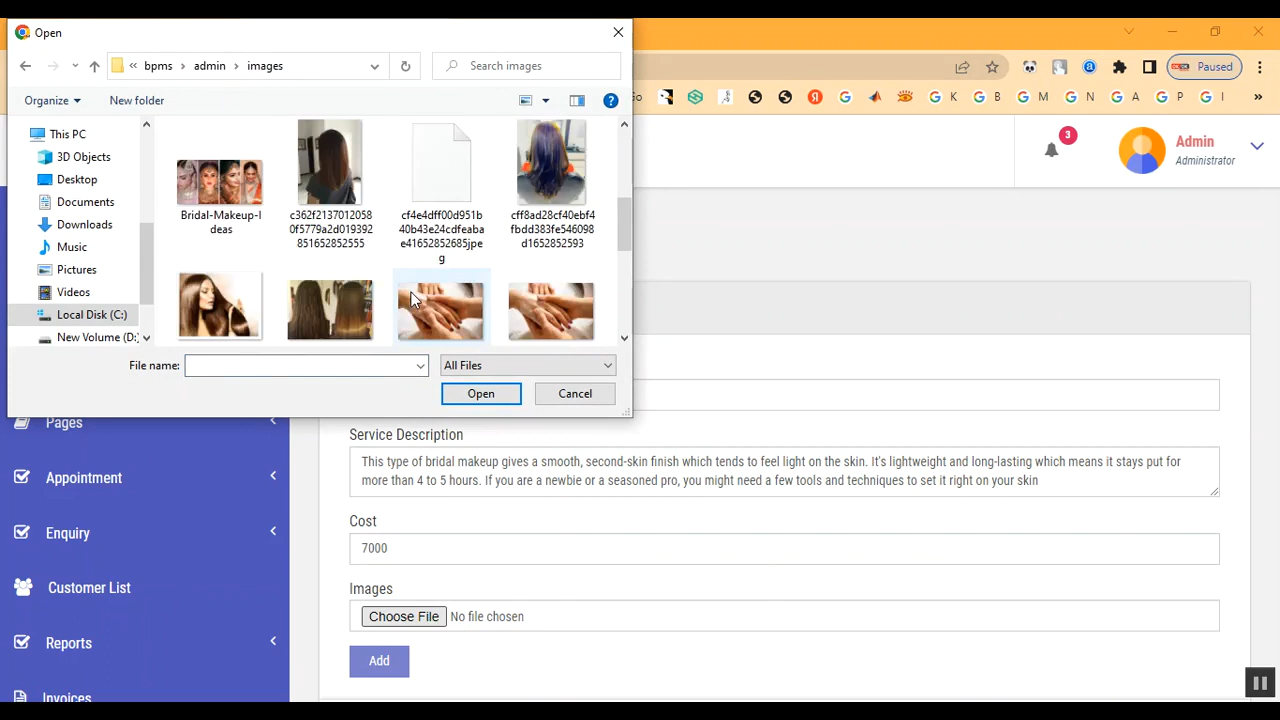 Open
bpms
admin
images
Search images
Organize
New folder
This PC
3D Objects
Desktop
Documents
Downloads
Music
Pictures
Videos
Local Disk (C:)
New Volume (D:)
Bridal-Makeup-I
deas
c362f2137012058
0f5779a2d019392
851652852555
cf4e4dff00d951b
40b43e24cdfeaba
e41652852685jpe
g
cff8ad28cf40ebf4
fbdd383fe546098
d1652852593
File name:
All Files
Open
Cancel
Paused
K
B
M
N
A
P
3
Admin
Administrator
Pages
Appointment
Enquiry
Customer List
Reports
Invoices
Service Description
This type of bridal makeup gives a smooth, second-skin finish which tends to feel light on the skin. It's lightweight and long-lasting which means it stays put for
more than 4 to 5 hours. If you are a newbie or a seasoned pro, you might need a few tools and techniques to set it right on your skin
Cost
7000
Images
Choose File No file chosen
Add